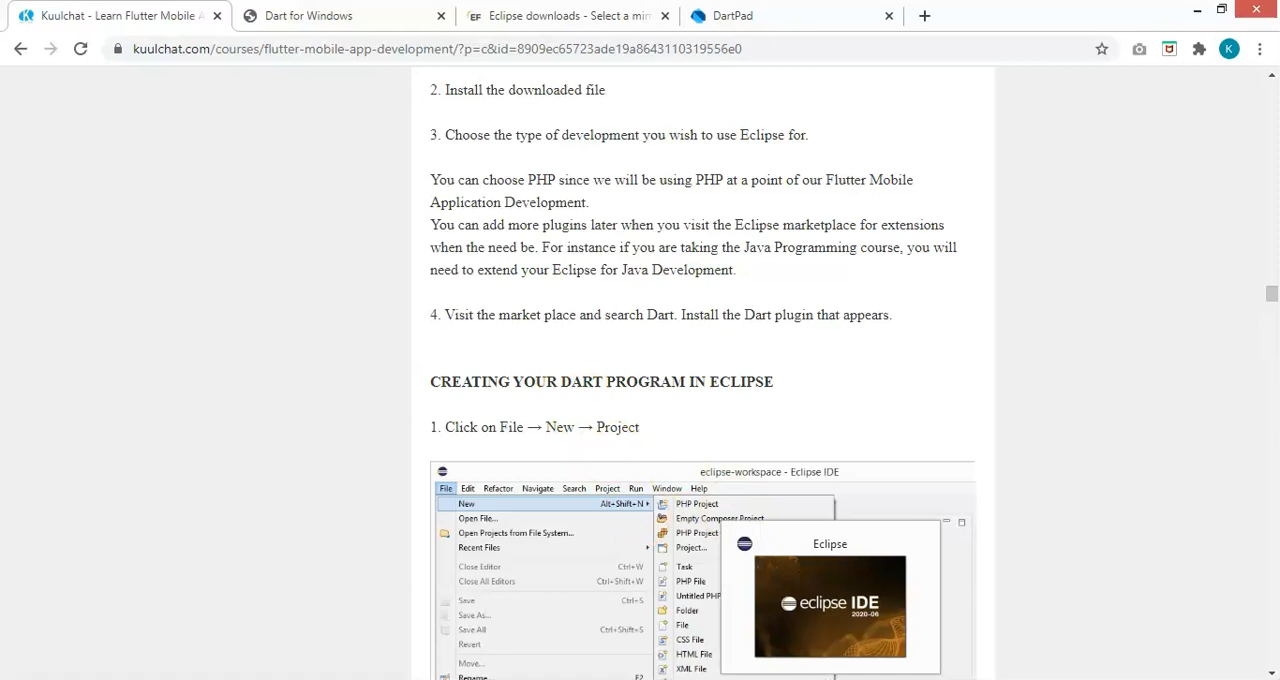 Kuulchat - Learn Flutter Mobile A
Dart for Windows
EF Eclipse downloads - Select a mir
DartPad
kuulchat.com/courses/flutter-mobile-app-development/?p=c&id=8909ec65723ade19a8643110319556e0
K
2. Install the downloaded file
3. Choose the type of development you wish to use Eclipse for.
You can choose PHP since we will be using PHP at a point of our Flutter Mobile
Application Development.
You can add more plugins later when you visit the Eclipse marketplace for extensions
when the need be. For instance if you are taking the Java Programming course, you will
need to extend your Eclipse for Java Development.
4. Visit the market place and search Dart. Install the Dart plugin that appears.
CREATING YOUR DART PROGRAM IN ECLIPSE
1. Click on File → New → Project
eclipse-workspace - Eclipse IDE
File Edit Refactor Navigate Search Project Run Window Help
New Alt+Shift+N
Open File...
Open Projects from File System...
Recent Files
Close Editor Ctrl+W
Close All Editors Ctrl+Shift+W
Save Ctrl+S
Save As...
Save All Ctrl+Shift+S
Revert
Move...
Rename... F2
PHP Project
Empty Composer Project
PHP Project
Project...
Task
PHP File
Untitled PHP
Folder
File
CSS File
HTML File
XML File
Eclipse
eclipse IDE
2020-06